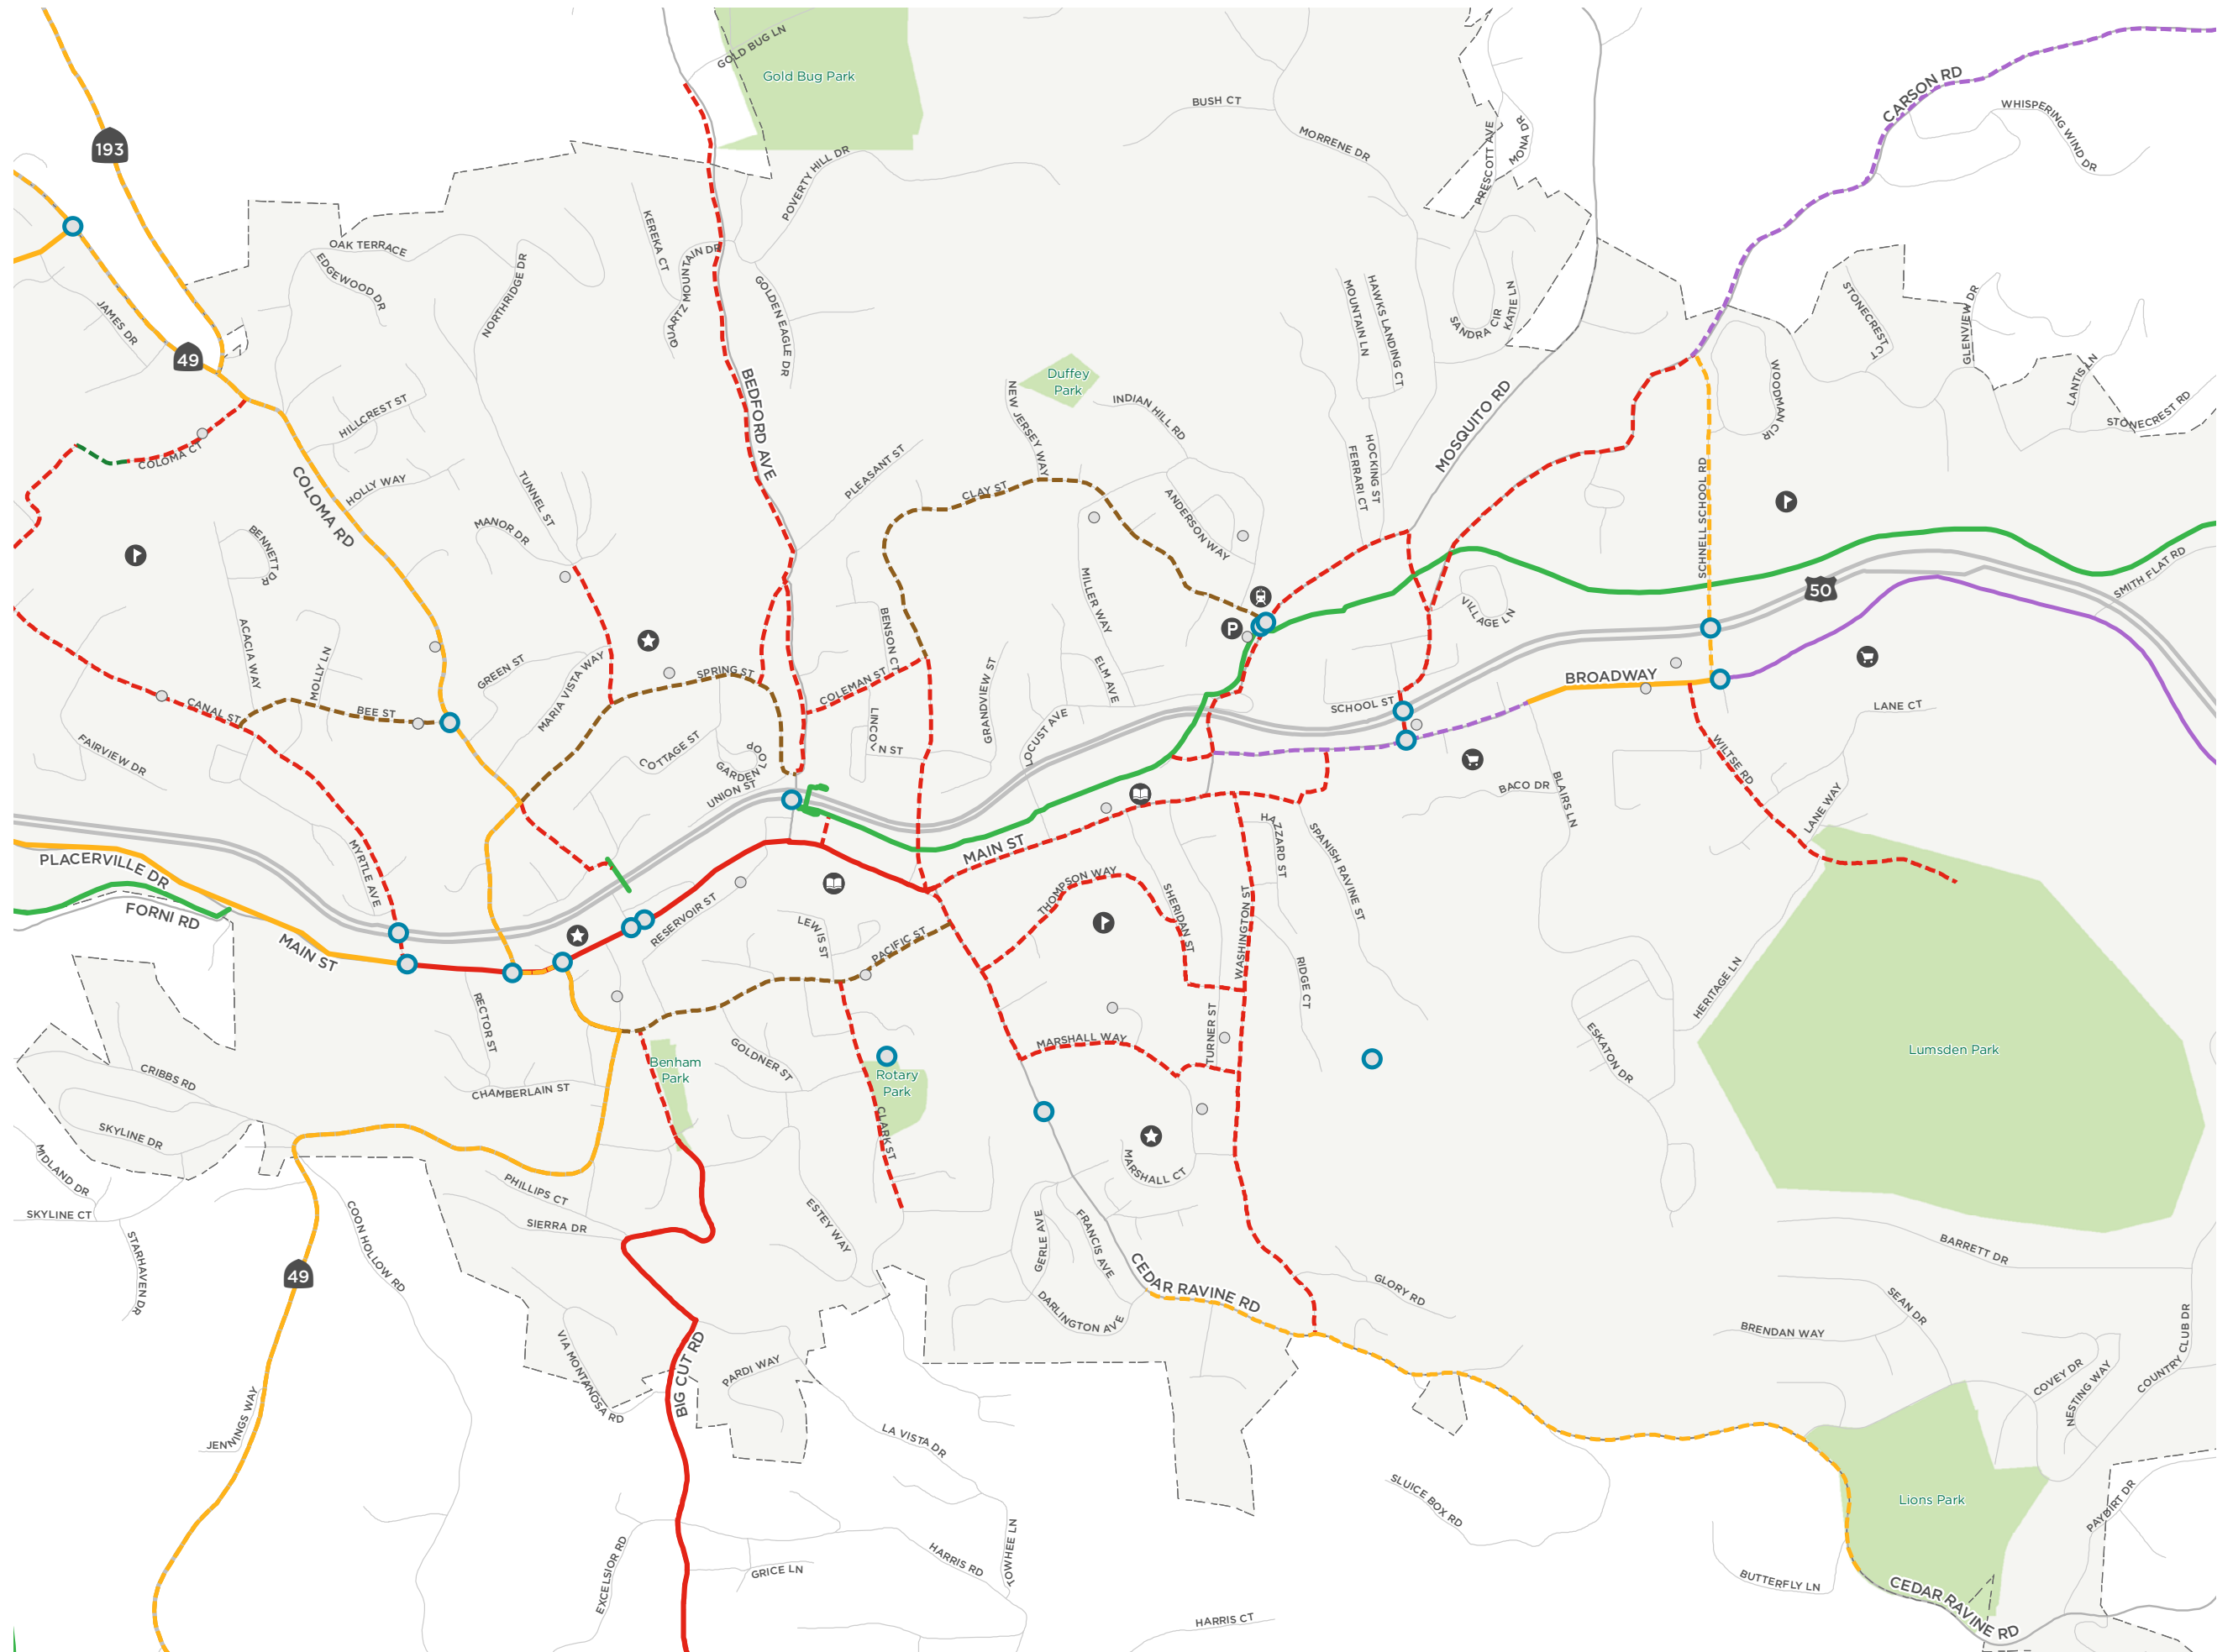 GOLD BUG LN
Gold Bug Park
CARSON RD
WHISPERING WIND DR
BUSH CT
MORRENE DR
PRESCOTT AVE
MONA DR
193
POVERTY HILL DR
KEREKA CT
OAK TERRACE
EDGEWOOD DR
NORTHRIDGE DR
QUARTZ MOUNTAIN DR
GOLDEN EAGLE DR
MOUNTAIN LN
HAWKS LANDING CT
SANDRA CIR
KATIE LN
STONECREST CT
GLENVIEW DR
JAMES DR
49
BEDFORD AVE
Duffey
Park
NEW JERSEY WAY
INDIAN HILL RD
MOSQUITO RD
WOODMAN CIR
LANTIS LN
STONECREST RD
HILLCREST ST
COLOMA CT
COLOMA RD
HOLLY WAY
TUNNEL ST
MANOR DR
PLEASANT ST
CLAY ST
ANDERSON WAY
FERRARI CT
HOCKING ST
SCHNELL SCHOOL RD
BENNETT DR
SMITH FLAT RD
50
MILLER WAY
VILLAGE LN
P
ACACIA WAY
MOLLY LN
GREEN ST
MARIA VISTA WAY
SPRING ST
BENSON CT
COLEMAN ST
GRANDVIEW ST
ELM AVE
BROADWAY
SCHOOL ST
LANE CT
CANAL ST
BEE ST
FAIRVIEW DR
COTTAGE ST
GARDEN LOOP
LINCOLN ST
LOCUST AVE
UNION ST
WILTSE RD
BACO DR
BLAIRS LN
LANE WAY
MYRTLE AVE
PLACERVILLE DR
FORNI RD
MAIN ST
MAIN ST
HAZZARD ST
SPANISH RAVINE ST
THOMPSON WAY
SHERIDAN ST
WASHINGTON ST
RESERVOIR ST
LEWIS ST
PACIFIC ST
RIDGE CT
HERITAGE LN
RECTOR ST
TURNER ST
MARSHALL WAY
ESKATON DR
Lumsden Park
CRIBBS RD
CHAMBERLAIN ST
Benham
Park
GOLDNER ST
Rotary
Park
CLARK ST
SKYLINE DR
MIDLAND DR
SKYLINE CT
STARHAVEN DR
MARSHALL CT
PHILLIPS CT
SIERRA DR
COON HOLLOW RD
ESTEY WAY
GERLE AVE
FRANCIS AVE
CEDAR RAVINE RD
DARLINGTON AVE
GLORY RD
BARRETT DR
SEAN DR
BRENDAN WAY
COUNTRY CLUB DR
COVEY DR
NESTING WAY
49
VIA MONTANOSA RD
BIG CUT RD
PARDI WAY
JENNINGS WAY
LA VISTA DR
SLUICE BOX RD
Lions Park
PAYDIRT DR
EXCELSIOR RD
GRICE LN
HARRIS RD
TOWHEE LN
BUTTERFLY LN
HARRIS CT
CEDAR RAVINE RD